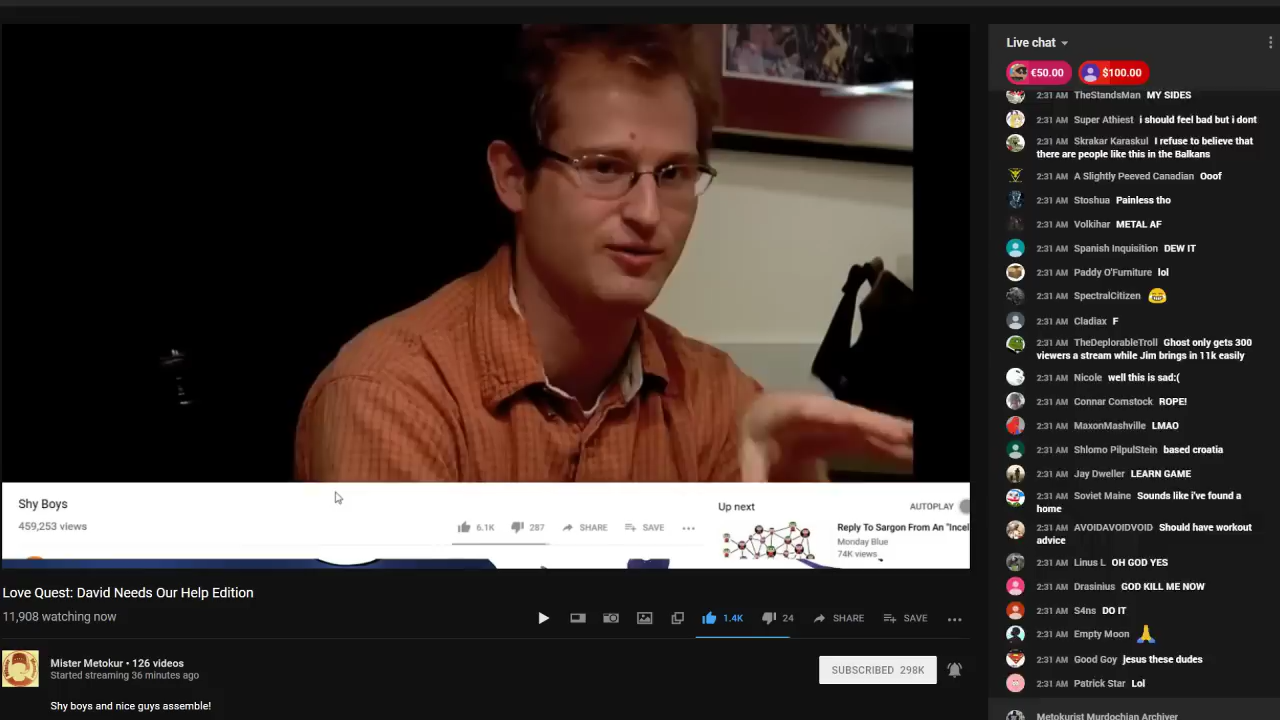 Live chat
€50.00 $100.00
2:31 AM TheStandsMan MY SIDES
2:31 AM Super Athiest i should feel bad but i dont
2:31 AM Skrakar Karaskul I refuse to believe that
there are people like this in the Balkans
2:31 AM A Slightly Peeved Canadian Ooof
2:31 AM Stoshua Painless tho
2:31 AM Volkihar METAL AF
2:31 AM Spanish Inquisition DEW IT
2:31 AM Paddy O'Furniture lol
2:31 AM SpectralCitizen
2:31 AM Cladiax F
2:31 AM TheDeplorableTroll Ghost only gets 300
viewers a stream while Jim brings in 11k easily
2:31 AM Nicole well this is sad:(
2:31 AM Connar Comstock ROPE!
2:31 AM MaxonMashville LMAO
2:31 AM Shlomo PilpulStein based croatia
2:31 AM Jay Dweller LEARN GAME
2:31 AM Soviet Maine Sounds like i've found a
home
2:31 AM AVOIDAVOIDVOID Should have workout
advice
2:31 AM Linus L OH GOD YES
2:31 AM Drasinius GOD KILL ME NOW
2:31 AM S4ns DO IT
2:31 AM Empty Moon
2:31 AM Good Goy jesus these dudes
2:31 AM Patrick Star Lol
Metokurist Murdochian Archiver
Shy Boys
459,253 views
6.1K 287 SHARE SAVE
Up next AUTOPLAY
Reply To Sargon From An "Incel
Monday Blue
74K views
Love Quest: David Needs Our Help Edition
11,908 watching now
1.4K 24 SHARE SAVE
Mister Metokur • 126 videos
Started streaming 36 minutes ago
SUBSCRIBED 298K
Shy boys and nice guys assemble!